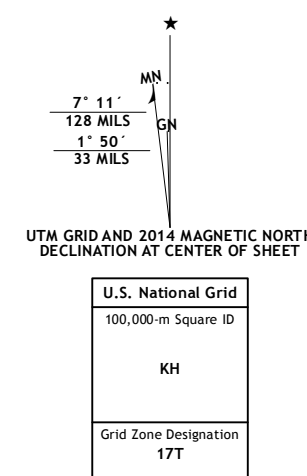 MN
7° 11´
128 MILS
GN
1° 50´
33 MILS
UTM GRID AND 2014 MAGNETIC NORTH
DECLINATION AT CENTER OF SHEET
U.S. National Grid
100,000-m Square ID
KH
Grid Zone Designation
17T